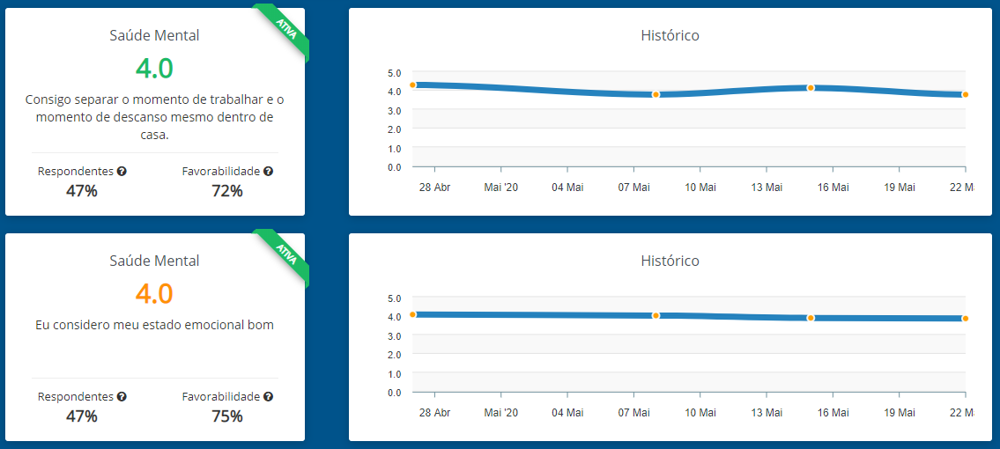 Saúde Mental
ATIVA
4.0
Consigo separar o momento de trabalhar e o
momento de descanso mesmo dentro de
casa.
Respondentes
Favorabilidade
47%
72%
Histórico
5.0
4.0
3.0
2.0
1.0
0.0
28 Abr
Mai '20
04 Mai
07 Mai
10 Mai
13 Mai
16 Mai
19 Mai
22 M
Saúde Mental
ATIVA
4.0
Eu considero meu estado emocional bom
Respondentes
Favorabilidade
47%
75%
Histórico
5.0
4.0
3.0
2.0
1.0
0.0
28 Abr
Mai '20
04 Mai
07 Mai
10 Mai
13 Mai
16 Mai
19 Mai
22 M